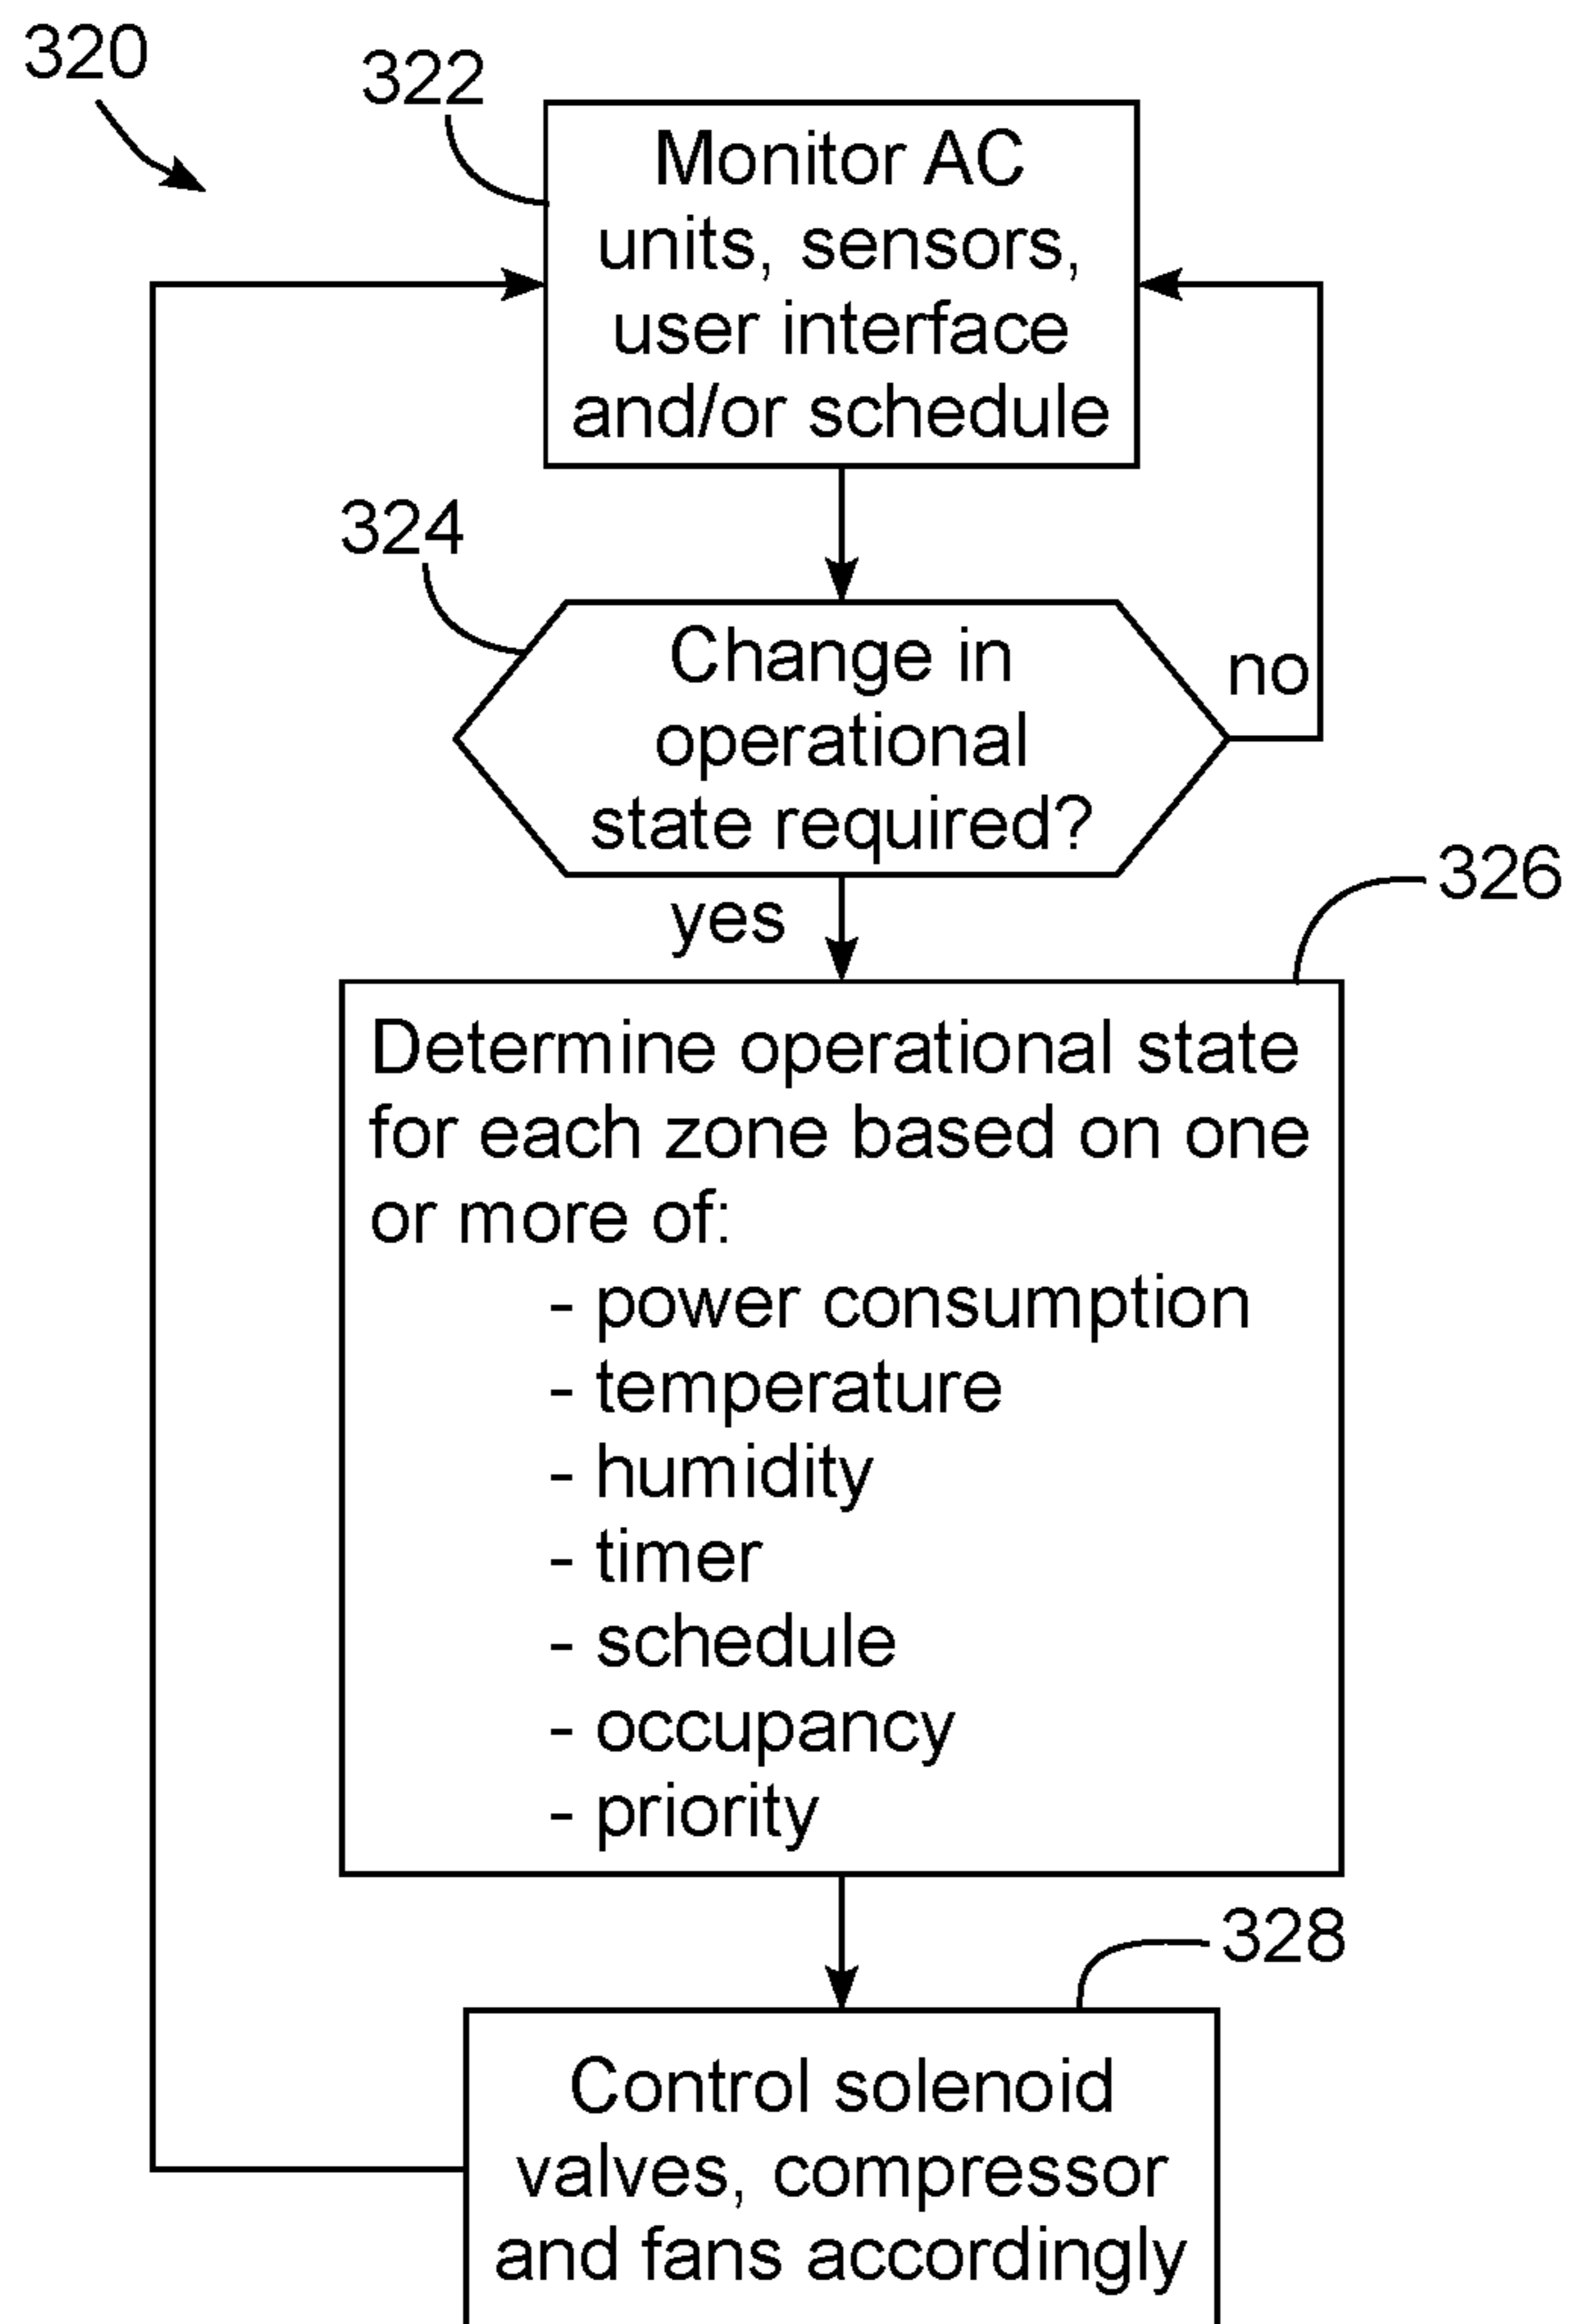 320
322
Monitor AC
units, sensors,
user interface
and/or schedule
324
Change in
operational
state required?
no
yes
326
Determine operational state
for each zone based on one
or more of:
- power consumption
- temperature
- humidity
- timer
- schedule
- occupancy
- priority
328
Control solenoid
valves, compressor
and fans accordingly